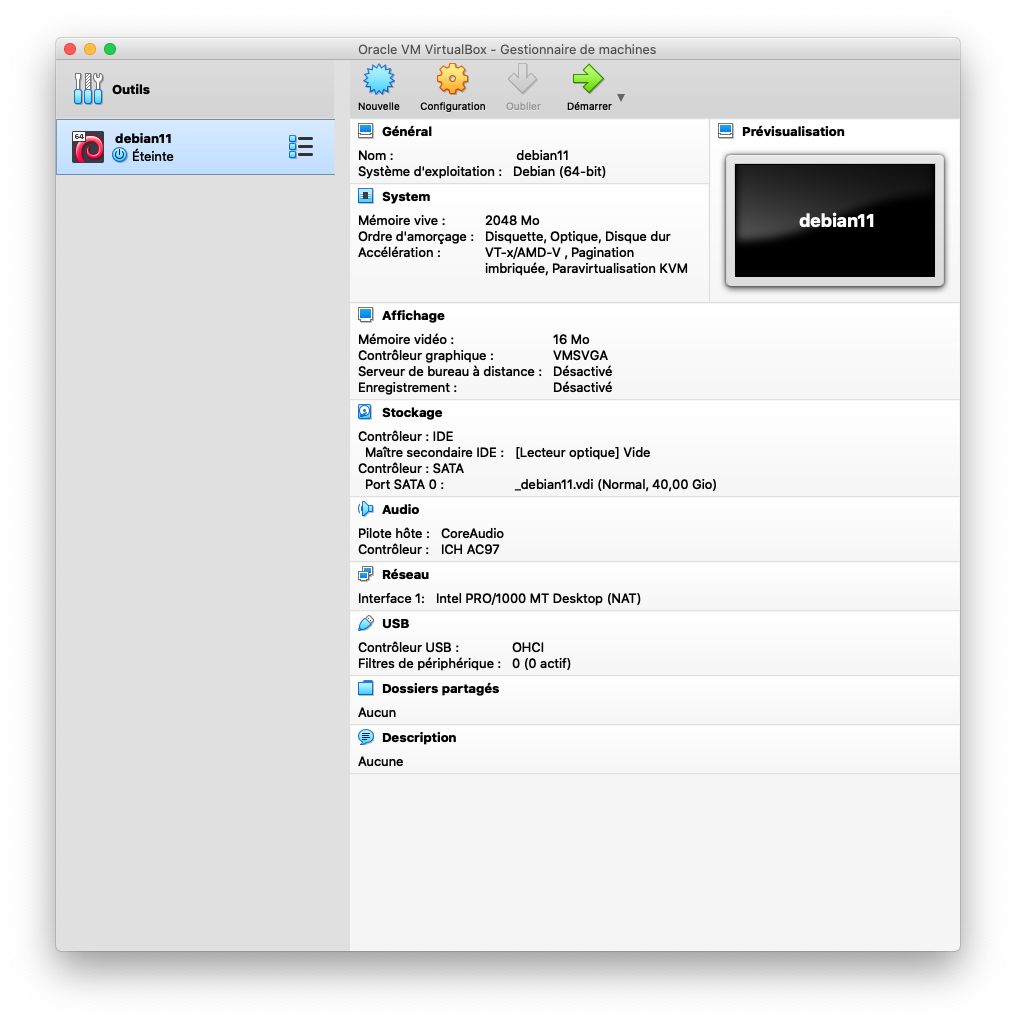 Oracle VM VirtualBox - Gestionnaire de machines
Outils
Nouvelle Configuration Oublier Démarrer
64
debian11
Éteinte
Général
Nom : debian11
Système d'exploitation : Debian (64-bit)
System
Mémoire vive : 2048 Mo
Ordre d'amorçage : Disquette, Optique, Disque dur
Accélération : VT-x/AMD-V , Pagination
imbriquée, Paravirtualisation KVM
Prévisualisation
debian11
Affichage
Mémoire vidéo : 16 Mo
Contrôleur graphique : VMSVGA
Serveur de bureau à distance : Désactivé
Enregistrement : Désactivé
Stockage
Contrôleur : IDE
Maître secondaire IDE : [Lecteur optique] Vide
Contrôleur : SATA
Port SATA 0 : _debian11.vdi (Normal, 40,00 Gio)
Audio
Pilote hôte : CoreAudio
Contrôleur : ICH AC97
Réseau
Interface 1: Intel PRO/1000 MT Desktop (NAT)
USB
Contrôleur USB : OHCI
Filtres de périphérique : 0 (0 actif)
Dossiers partagés
Aucun
Description
Aucune